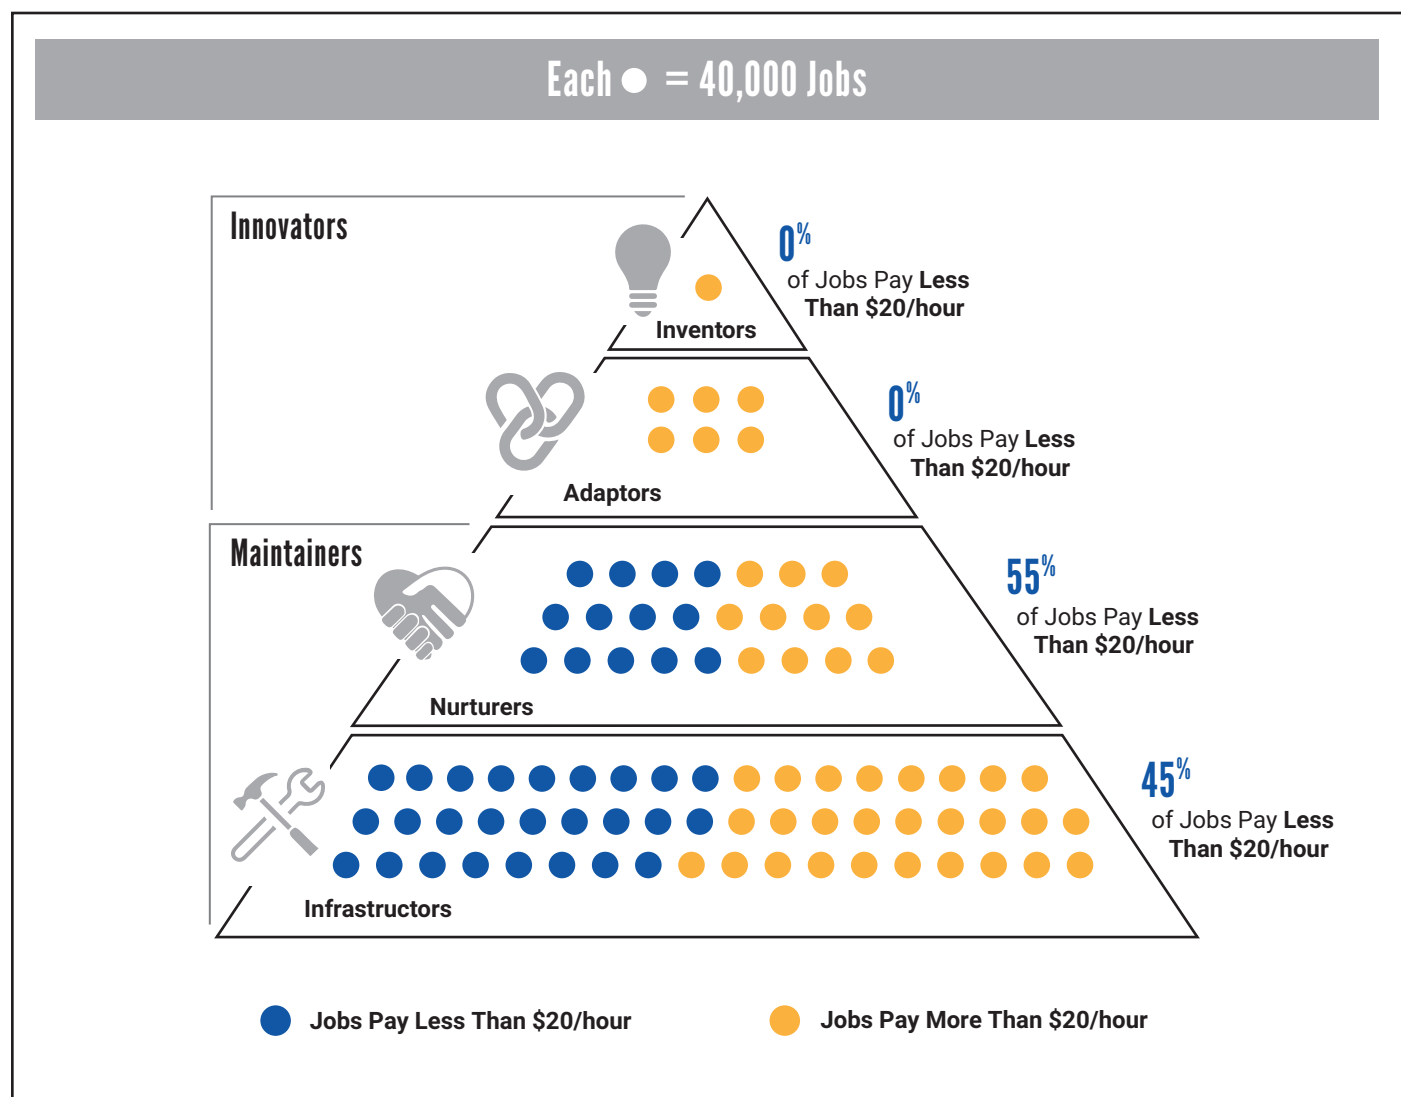 Each = 40,000 Jobs
Innovators
0%
of Jobs Pay Less
Than $20/hour
Inventors
0%
of Jobs Pay Less
Than $20/hour
Adaptors
Maintainers
55%
of Jobs Pay Less
Than $20/hour
Nurturers
45%
of Jobs Pay Less
Than $20/hour
Infrastructors
Jobs Pay Less Than $20/hour
Jobs Pay More Than $20/hour